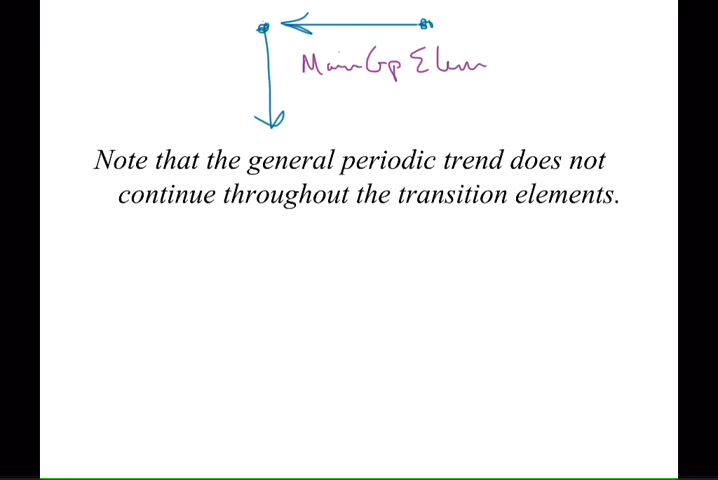 Main Gp Elem
Note that the general periodic trend does not
continue throughout the transition elements.